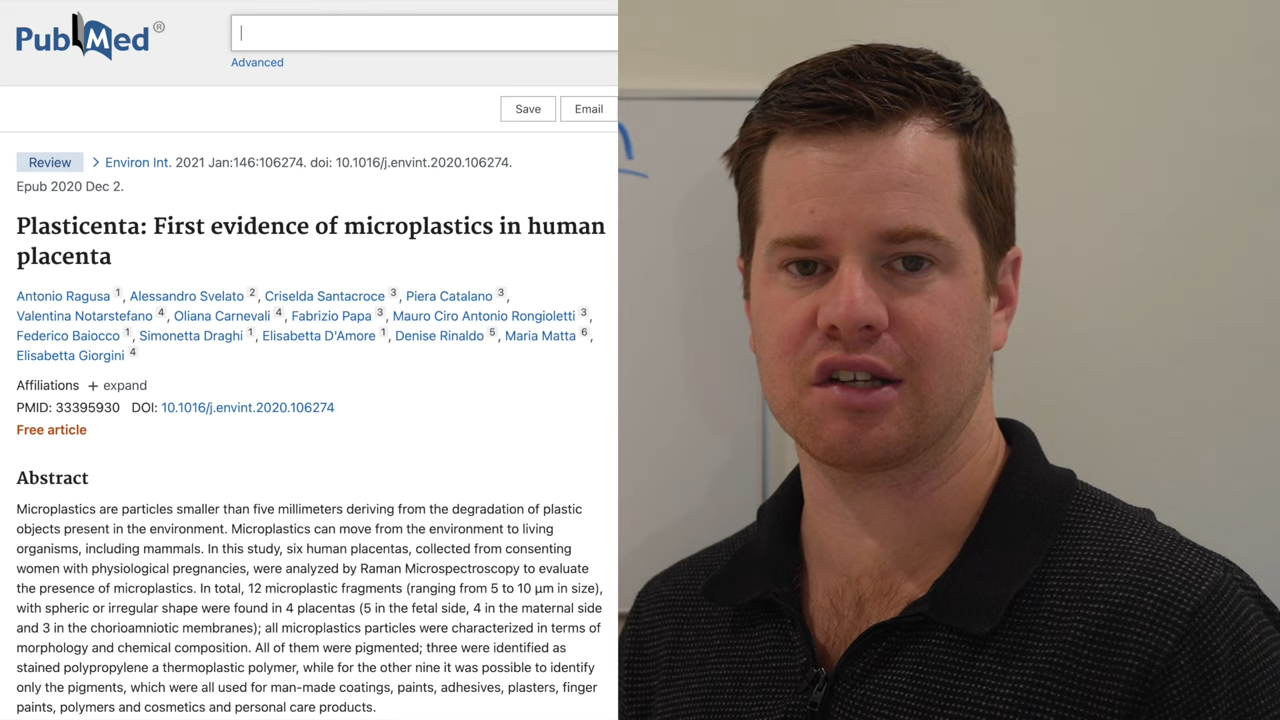 PubMed®
Advanced
Save
Email
Review > Environ Int. 2021 Jan:146:106274. doi: 10.1016/j.envint.2020.106274.
Epub 2020 Dec 2.
Plasticenta: First evidence of microplastics in human
placenta
Antonio Ragusa 1, Alessandro Svelato 2, Criselda Santacroce 3, Piera Catalano 3,
Valentina Notarstefano 4, Oliana Carnevali 4, Fabrizio Papa 3, Mauro Ciro Antonio Rongioletti 3,
Federico Baiocco 1, Simonetta Draghi 1, Elisabetta D'Amore 1, Denise Rinaldo 5, Maria Matta 6,
Elisabetta Giorgini 4
Affiliations + expand
PMID: 33395930 DOI: 10.1016/j.envint.2020.106274
Free article
Abstract
Microplastics are particles smaller than five millimeters deriving from the degradation of plastic
objects present in the environment. Microplastics can move from the environment to living
organisms, including mammals. In this study, six human placentas, collected from consenting
women with physiological pregnancies, were analyzed by Raman Microspectroscopy to evaluate
the presence of microplastics. In total, 12 microplastic fragments (ranging from 5 to 10 μm in size),
with spheric or irregular shape were found in 4 placentas (5 in the fetal side, 4 in the maternal side
and 3 in the chorioamniotic membranes); all microplastics particles were characterized in terms of
morphology and chemical composition. All of them were pigmented; three were identified as
stained polypropylene a thermoplastic polymer, while for the other nine it was possible to identify
only the pigments, which were all used for man-made coatings, paints, adhesives, plasters, finger
paints, polymers and cosmetics and personal care products.